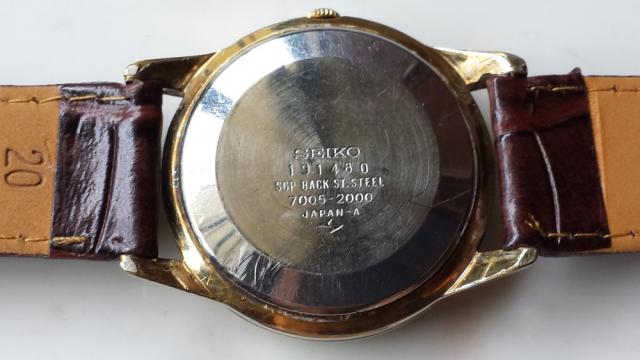 SEIKO
191480
SGP BACK ST. STEEL
7005-2000
JAPAN-A
20